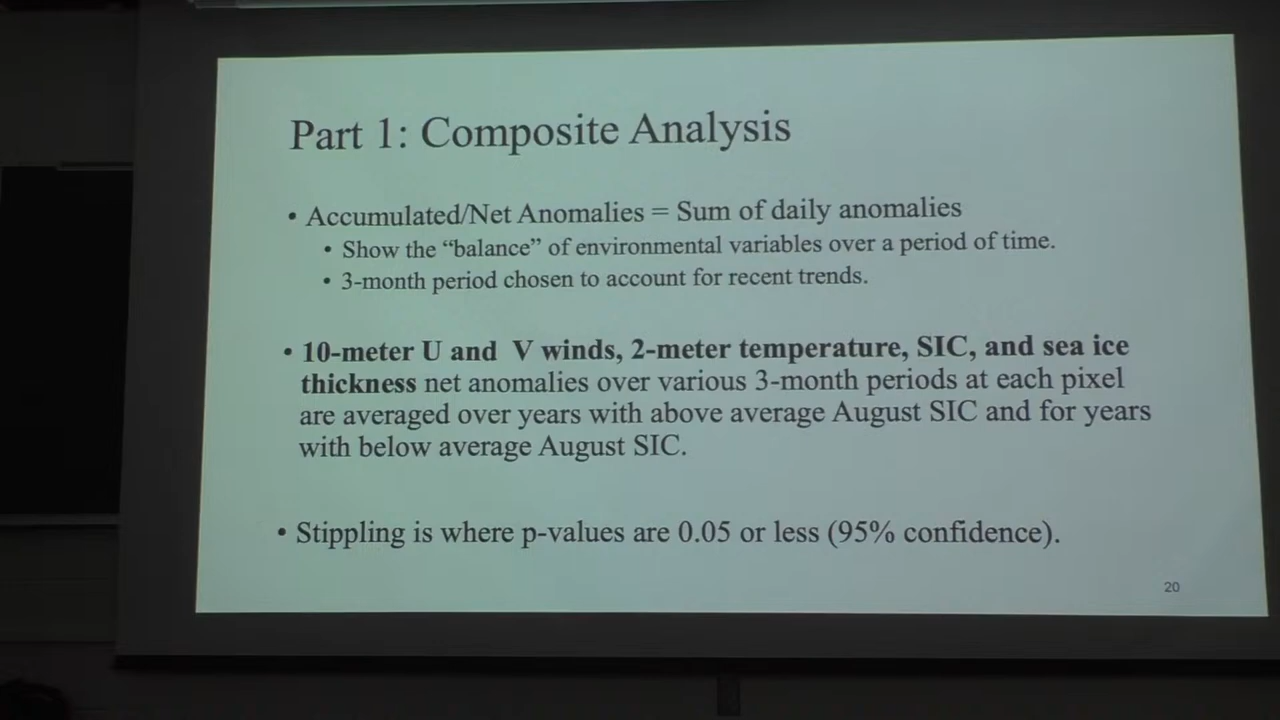 Part 1: Composite Analysis
• Accumulated/Net Anomalies = Sum of daily anomalies
• Show the “balance” of environmental variables over a period of time.
• 3-month period chosen to account for recent trends.
• 10-meter U and V winds, 2-meter temperature, SIC, and sea ice
thickness net anomalies over various 3-month periods at each pixel
are averaged over years with above average August SIC and for years
with below average August SIC.
• Stippling is where p-values are 0.05 or less (95% confidence).
20